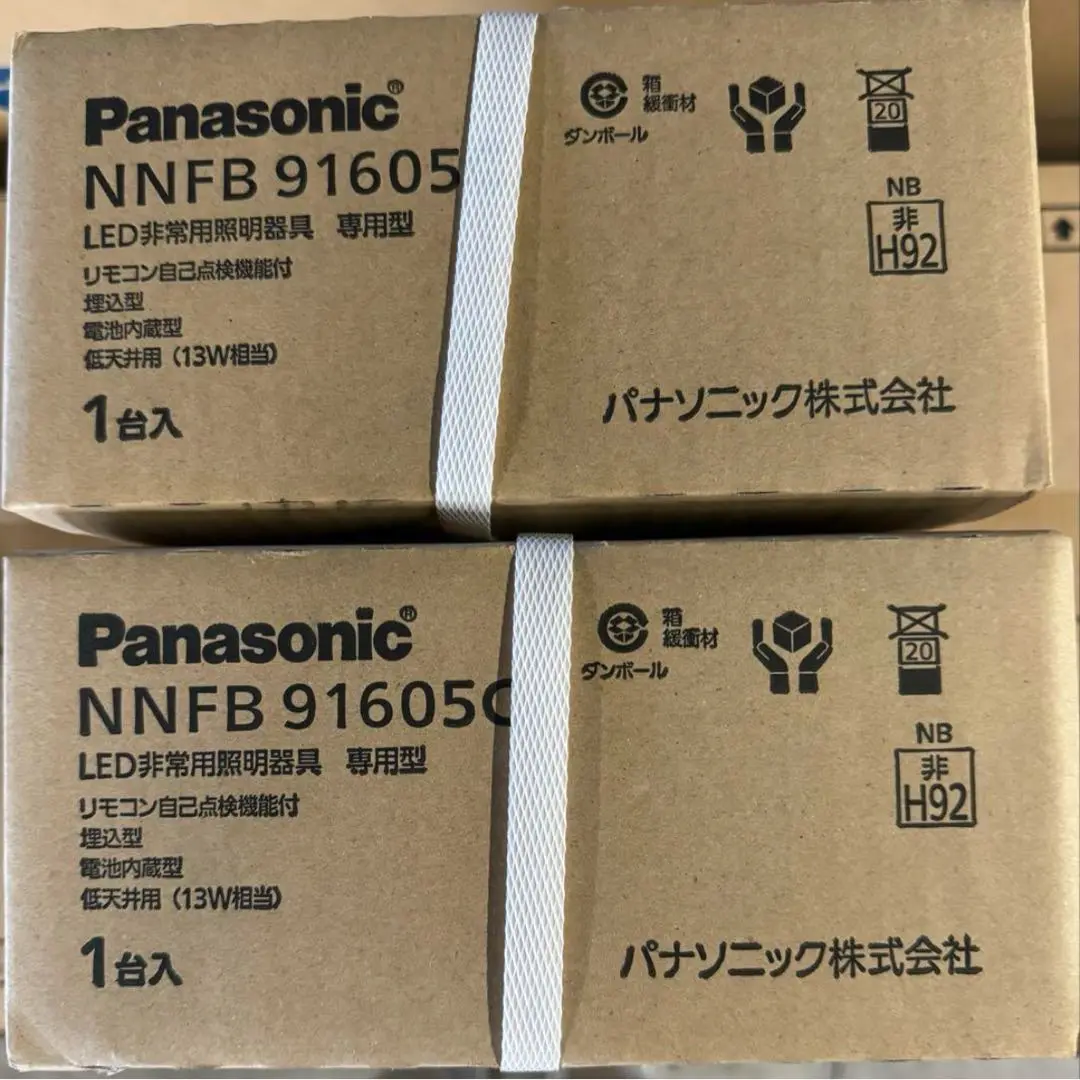 Panasonic®
NNFB 91605
LED非常用照明器具 専用型
リモコン自己点検機能付
埋込型
電池内蔵型
低天井用（13W相当）
1台入
箱
緩衝材
ダンボール
20
NB
非
H92
パナソニック株式会社
Panasonic®
NNFB 91605C
LED非常用照明器具 専用型
リモコン自己点検機能付
埋込型
電池内蔵型
低天井用（13W相当）
1台入
箱
緩衝材
ダンボール
20
NB
非
H92
パナソニック株式会社